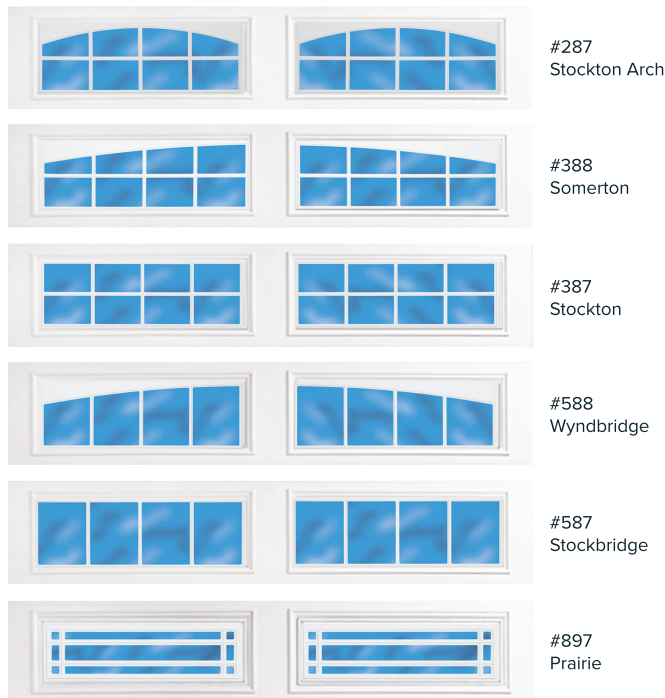 #287
Stockton Arch
#388
Somerton
#387
Stockton
#588
Wyndbridge
#587
Stockbridge
#897
Prairie